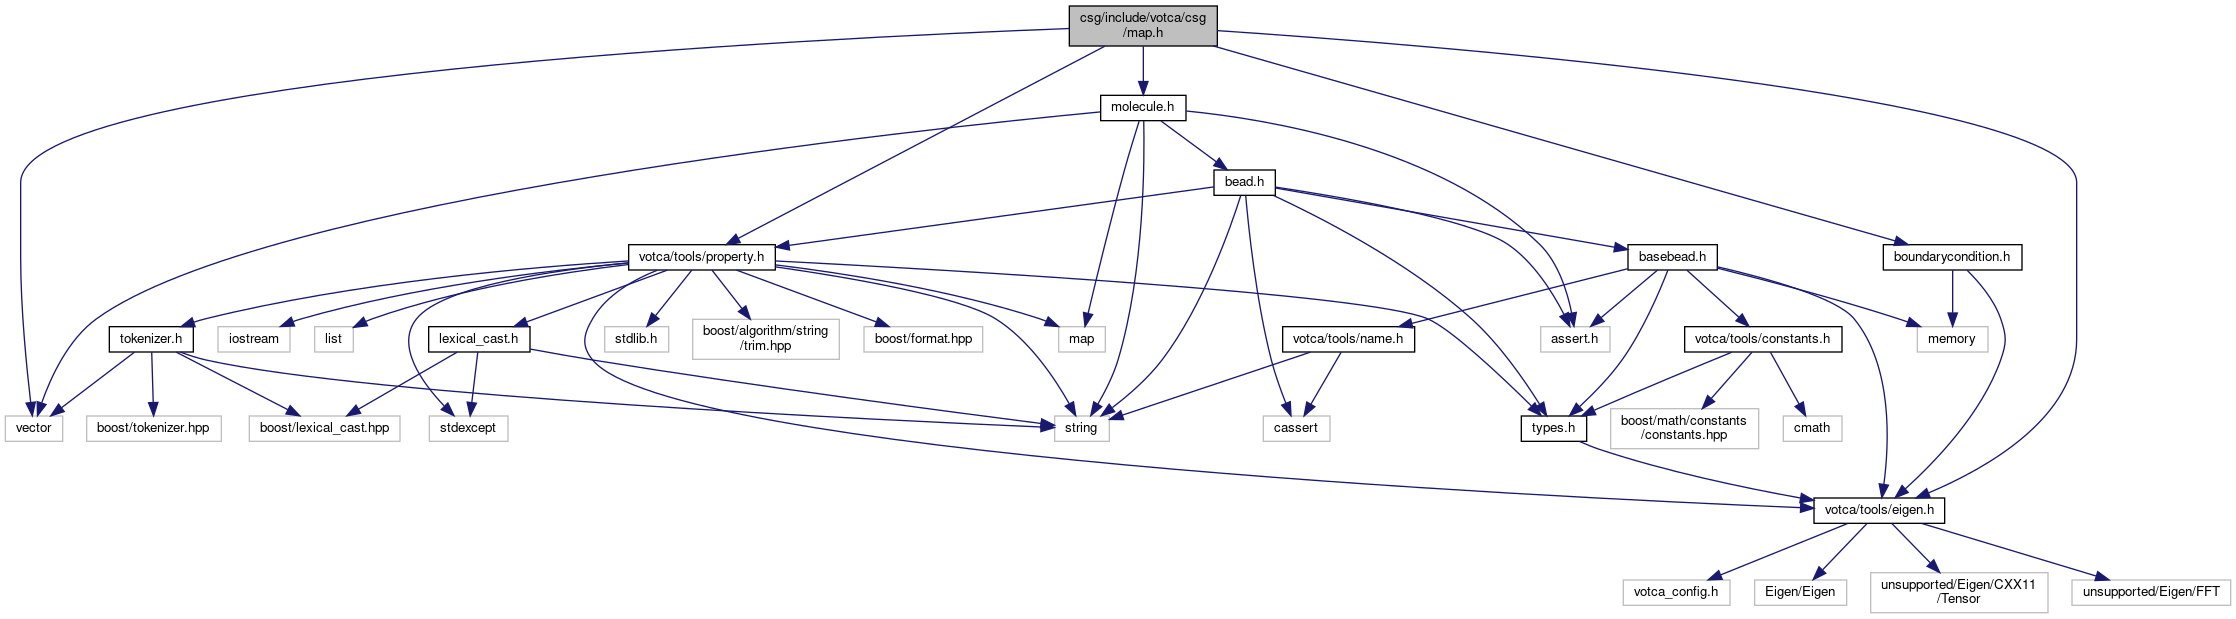 csg/include/votca/csg
/map.h
molecule.h
bead.h
votca/tools/property.h
basebead.h
boundarycondition.h
tokenizer.h
iostream
list
lexical_cast.h
stdlib.h
boost/algorithm/string
/trim.hpp
boost/format.hpp
map
votca/tools/name.h
assert.h
votca/tools/constants.h
memory
vector
boost/tokenizer.hpp
boost/lexical_cast.hpp
stdexcept
string
cassert
types.h
boost/math/constants
/constants.hpp
cmath
votca/tools/eigen.h
votca_config.h
Eigen/Eigen
unsupported/Eigen/CXX11
/Tensor
unsupported/Eigen/FFT